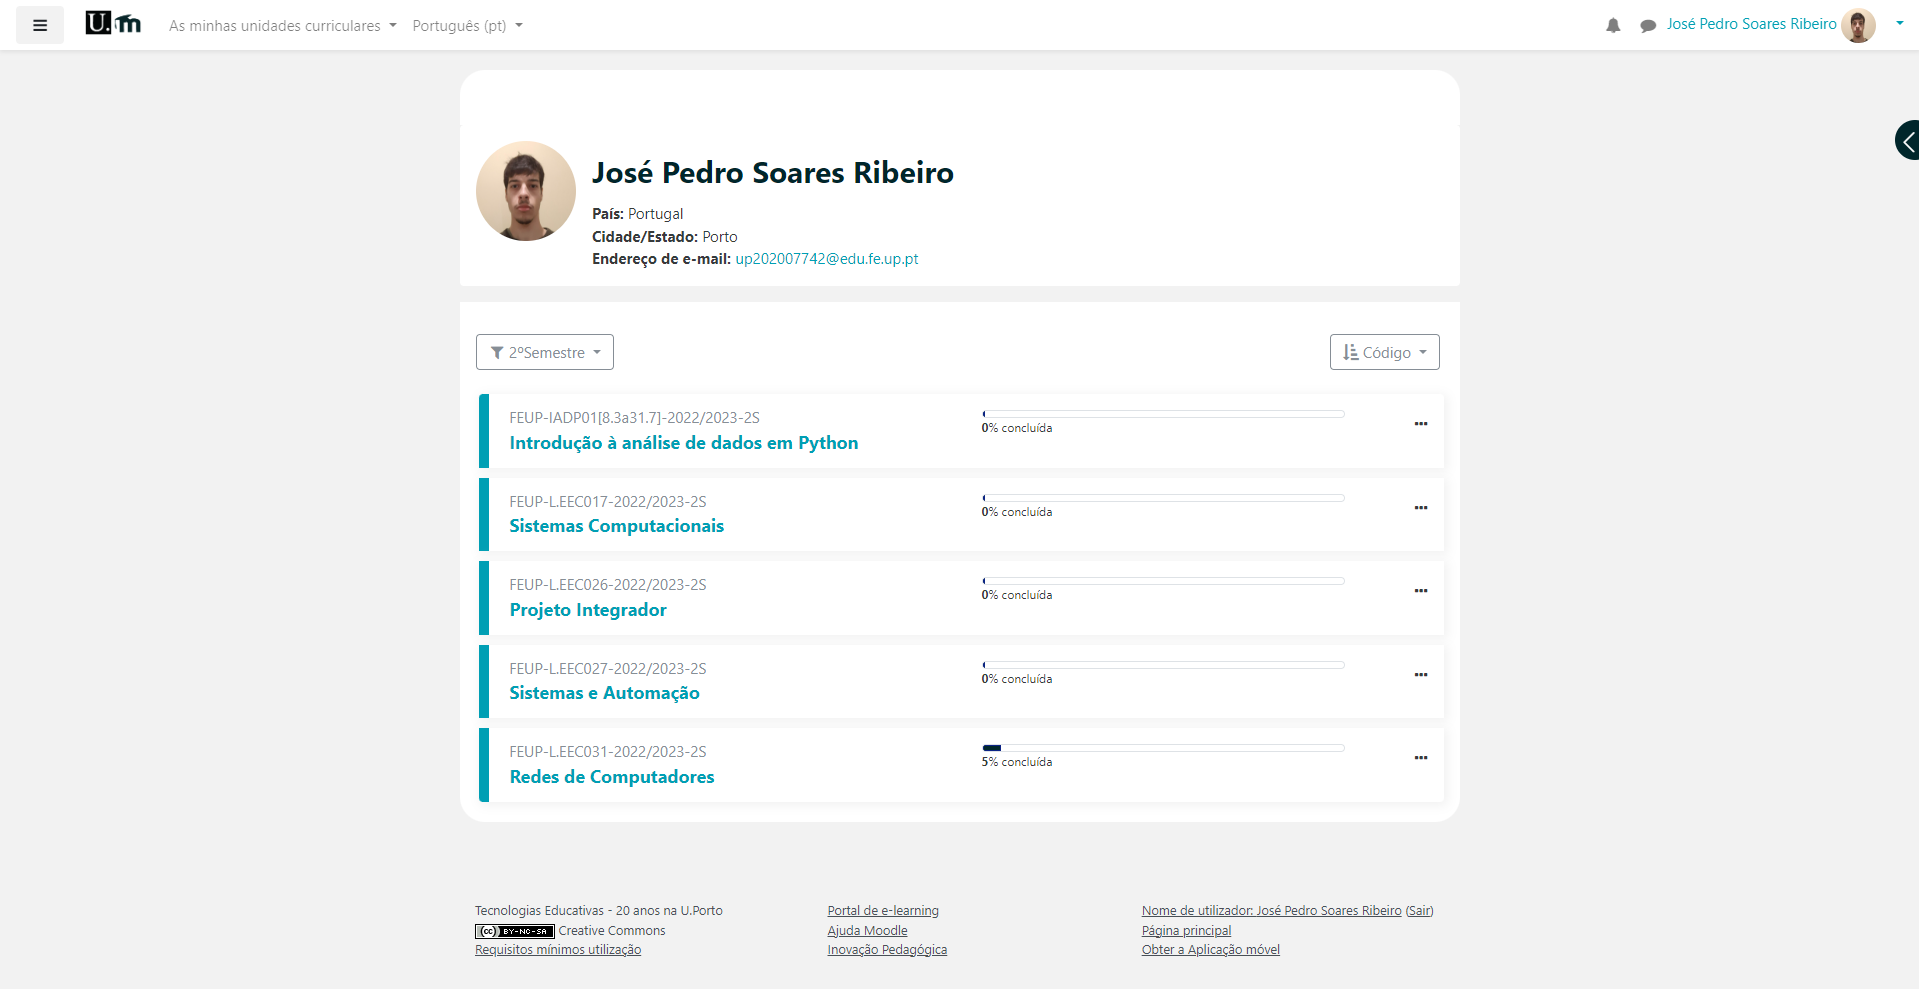 U.m
As minhas unidades curriculares
Português (pt)
José Pedro Soares Ribeiro
José Pedro Soares Ribeiro
País: Portugal
Cidade/Estado: Porto
Endereço de e-mail: up202007742@edu.fe.up.pt
2ºSemestre
Código
FEUP-IADP01[8.3a31.7]-2022/2023-2S
Introdução à análise de dados em Python
0% concluída
FEUP-L.EEC017-2022/2023-2S
Sistemas Computacionais
0% concluída
FEUP-L.EEC026-2022/2023-2S
Projeto Integrador
0% concluída
FEUP-L.EEC027-2022/2023-2S
Sistemas e Automação
0% concluída
FEUP-L.EEC031-2022/2023-2S
Redes de Computadores
5% concluída
Tecnologias Educativas - 20 anos na U.Porto
cc BY-NC-SA Creative Commons
Requisitos mínimos utilização
Portal de e-learning
Ajuda Moodle
Inovação Pedagógica
Nome de utilizador: José Pedro Soares Ribeiro (Sair)
Página principal
Obter a Aplicação móvel